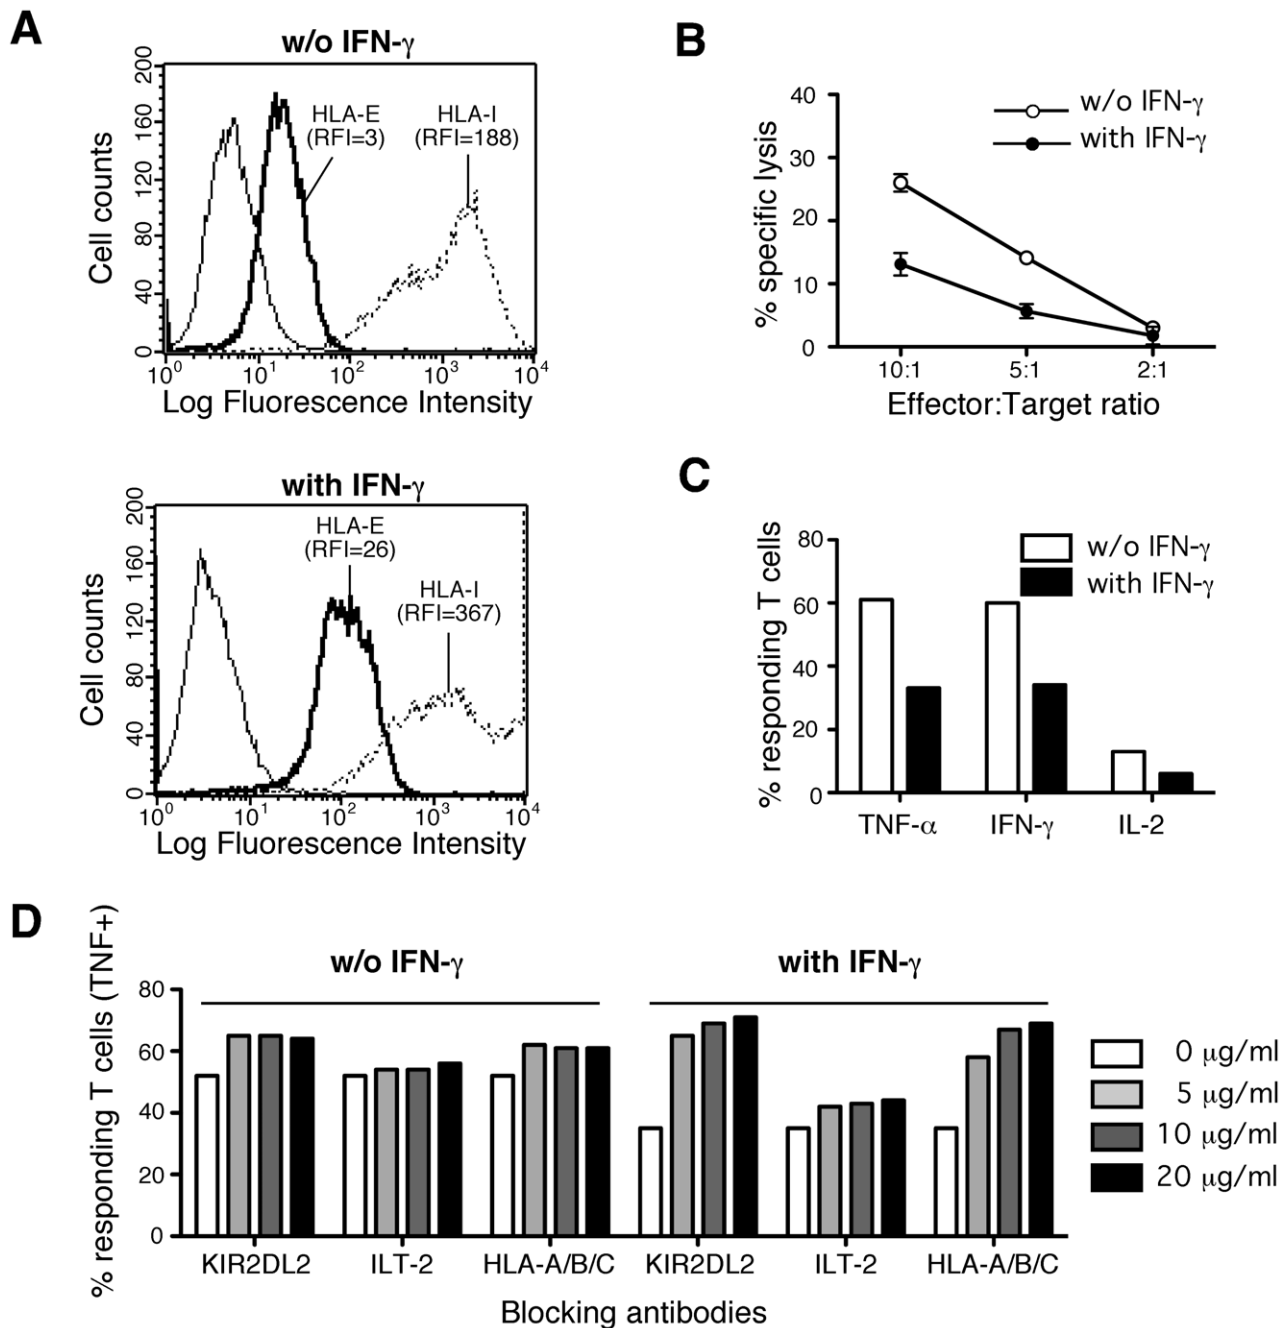 A
w/o IFN-γ
Cell counts
200
160
120
80
40
0
HLA-E
(RFI=3)
HLA-I
(RFI=188)
10⁰ 10¹ 10² 10³ 10⁴
Log Fluorescence Intensity
with IFN-γ
Cell counts
200
160
120
80
40
0
HLA-E
(RFI=26)
HLA-I
(RFI=367)
10⁰ 10¹ 10² 10³ 10⁴
Log Fluorescence Intensity
B
% specific lysis
40
30
20
10
0
w/o IFN-γ
with IFN-γ
10:1 5:1 2:1
Effector:Target ratio
C
% responding T cells
80
60
40
20
0
w/o IFN-γ
with IFN-γ
TNF-α IFN-γ IL-2
D
% responding T cells (TNF+)
w/o IFN-γ
with IFN-γ
80
60
40
20
0
KIR2DL2 ILT-2 HLA-A/B/C KIR2DL2 ILT-2 HLA-A/B/C
Blocking antibodies
0 μg/ml
5 μg/ml
10 μg/ml
20 μg/ml